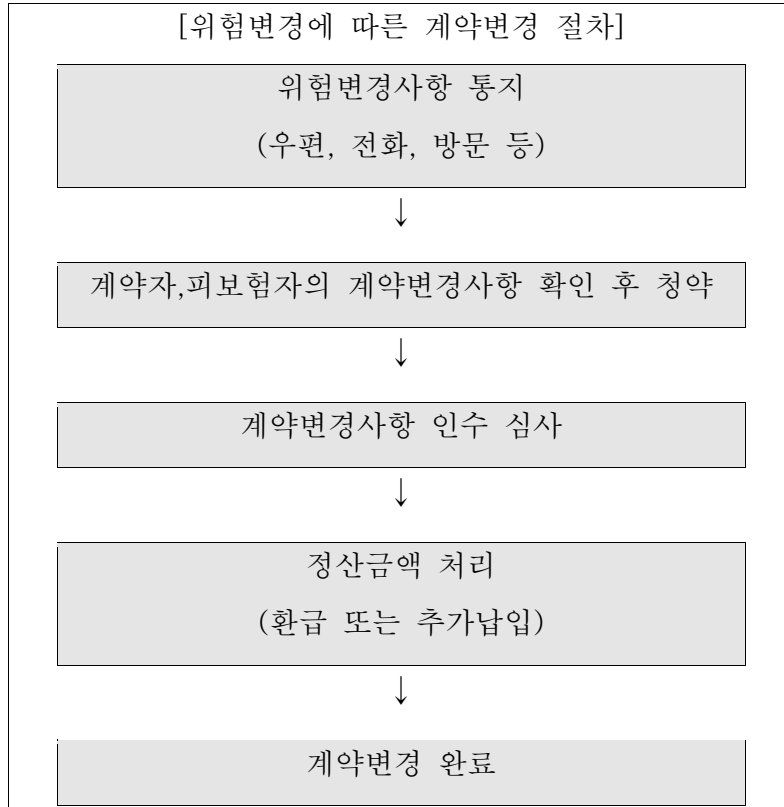 [위험변경에 따른 계약변경 절차]
위험변경사항 통지
(우편, 전화, 방문 등)
↓
계약자,피보험자의 계약변경사항 확인 후 청약
↓
계약변경사항 인수 심사
↓
정산금액 처리
(환급 또는 추가납입)
↓
계약변경 완료